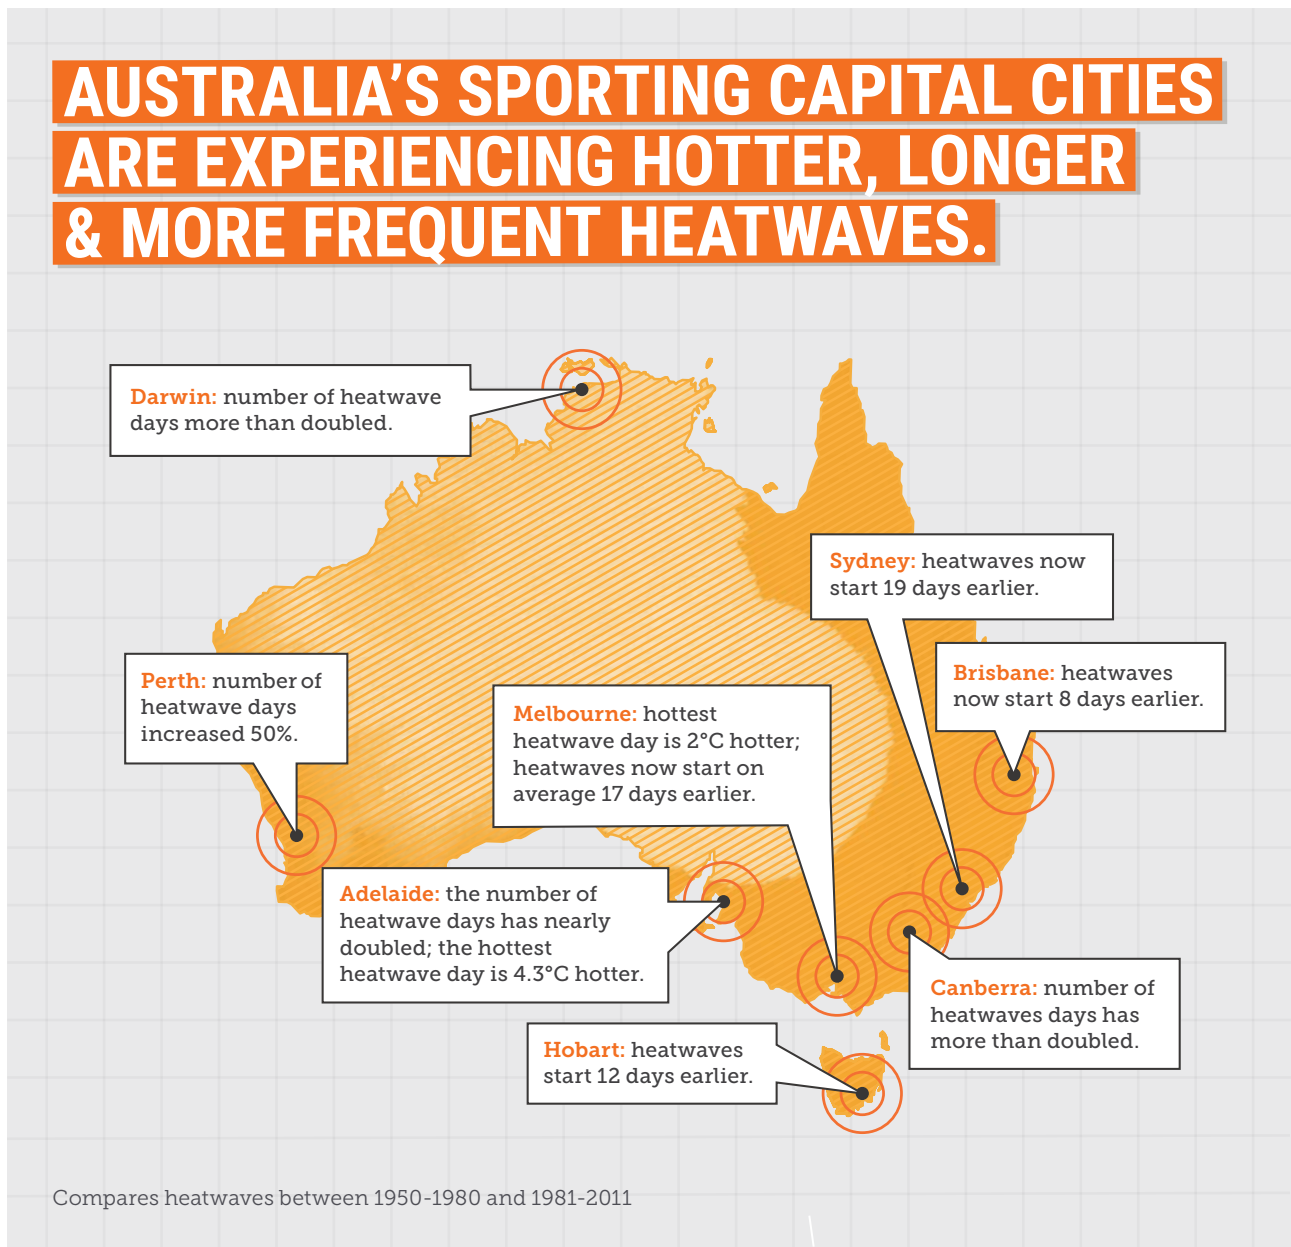 AUSTRALIA'S SPORTING CAPITAL CITIES
ARE EXPERIENCING HOTTER, LONGER
& MORE FREQUENT HEATWAVES.
Darwin: number of heatwave
days more than doubled.
Sydney: heatwaves now
start 19 days earlier.
Brisbane: heatwaves
now start 8 days earlier.
Perth: number of
heatwave days
increased 50%.
Melbourne: hottest
heatwave day is 2°C hotter;
heatwaves now start on
average 17 days earlier.
Adelaide: the number of
heatwave days has nearly
doubled; the hottest
heatwave day is 4.3°C hotter.
Canberra: number of
heatwaves days has
more than doubled.
Hobart: heatwaves
start 12 days earlier.
Compares heatwaves between 1950-1980 and 1981-2011